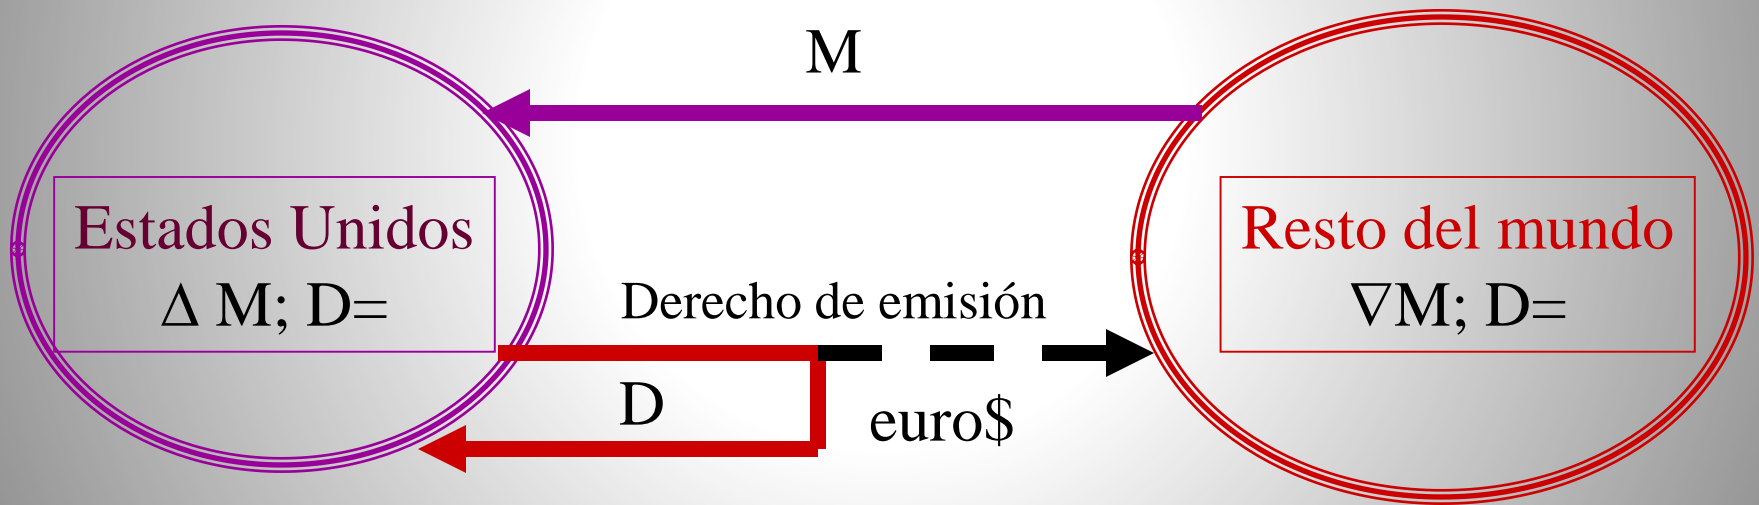 M
Estados Unidos
Δ M; D=
Resto del mundo
∇M; D=
Derecho de emisión
D
euro$